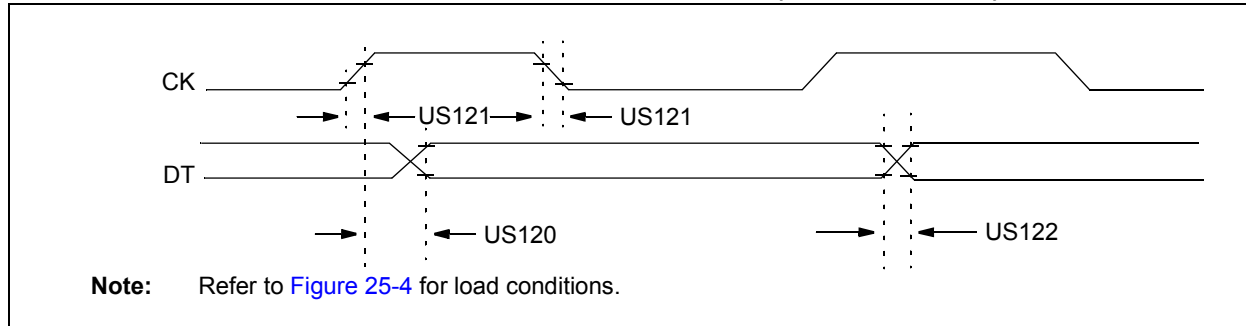 CK
US121
US121
DT
US120
US122
Note: Refer to Figure 25-4 for load conditions.